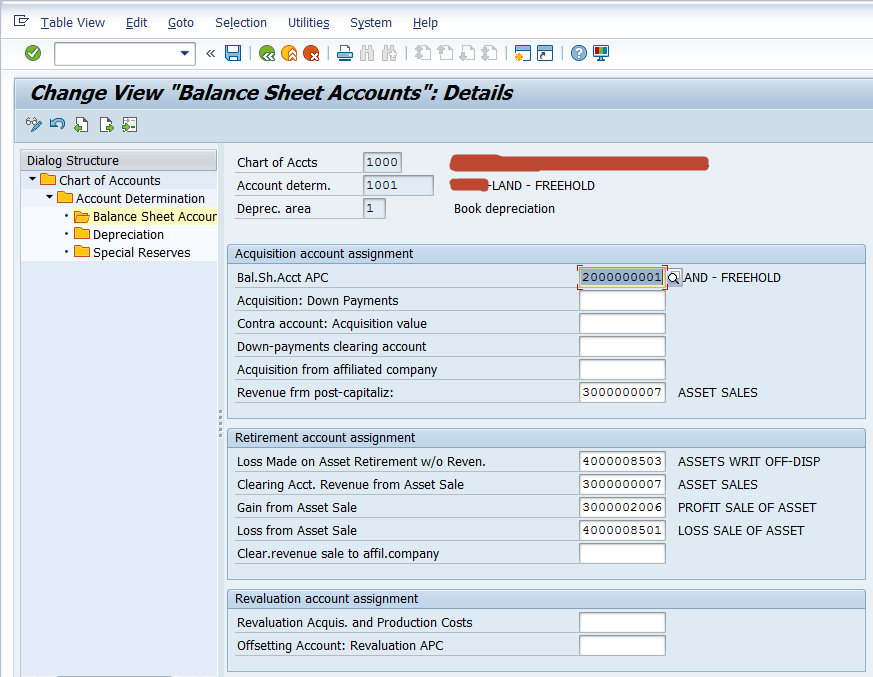 Table View Edit Goto Selection Utilities System Help
Change View "Balance Sheet Accounts": Details
Dialog Structure
Chart of Accounts
Account Determination
Balance Sheet Accour
Depreciation
Special Reserves
Chart of Accts 1000
Account determ. 1001 -LAND - FREEHOLD
Deprec. area 1 Book depreciation
Acquisition account assignment
Bal.Sh.Acct APC 2000000001 AND - FREEHOLD
Acquisition: Down Payments
Contra account: Acquisition value
Down-payments clearing account
Acquisition from affiliated company
Revenue frm post-capitaliz: 3000000007 ASSET SALES
Retirement account assignment
Loss Made on Asset Retirement w/o Reven. 4000008503 ASSETS WRIT OFF-DISP
Clearing Acct. Revenue from Asset Sale 3000000007 ASSET SALES
Gain from Asset Sale 3000002006 PROFIT SALE OF ASSET
Loss from Asset Sale 4000008501 LOSS SALE OF ASSET
Clear.revenue sale to affil.company
Revaluation account assignment
Revaluation Acquis. and Production Costs
Offsetting Account: Revaluation APC